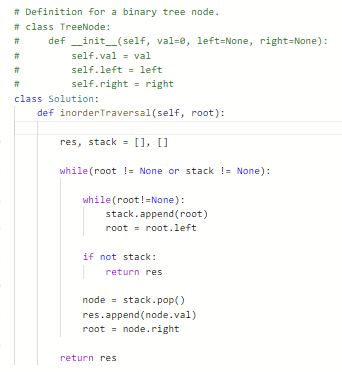 # Definition for a binary tree node.
# class TreeNode:
#     def __init__(self, val=0, left=None, right=None):
#         self.val = val
#         self.left = left
#         self.right = right
class Solution:
    def inorderTraversal(self, root):
        res, stack = [], []
        while(root != None or stack != None):
            while(root!=None):
                stack.append(root)
                root = root.left
            if not stack:
                return res
            node = stack.pop()
            res.append(node.val)
            root = node.right
        return res